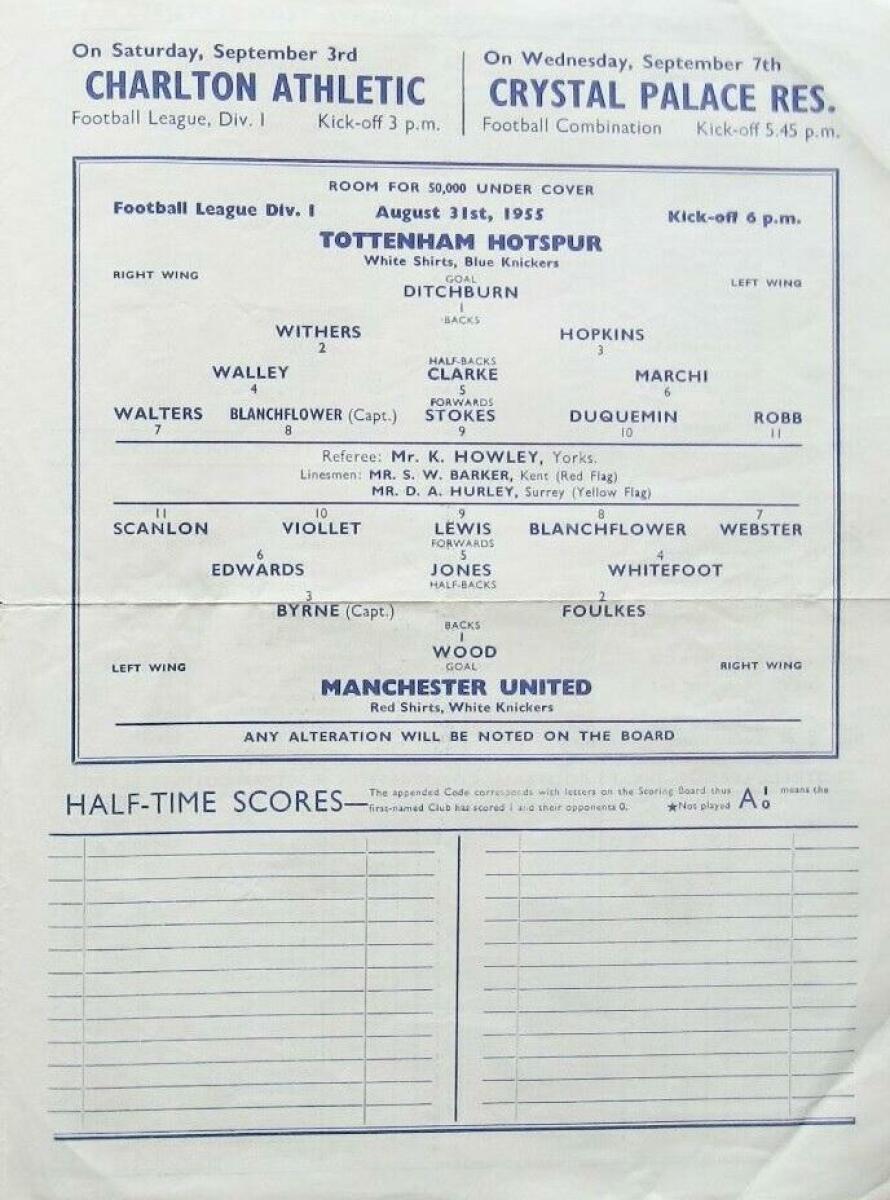 On Saturday, September 3rd
CHARLTON ATHLETIC
Football League, Div. I Kick-off 3 p.m.
On Wednesday, September 7th
CRYSTAL PALACE RES.
Football Combination Kick-off 5.45 p.m.
ROOM FOR 50,000 UNDER COVER
Football League Div. I August 31st, 1955 Kick-off 6 p.m.
TOTTENHAM HOTSPUR
White Shirts, Blue Knickers
RIGHT WING GOAL LEFT WING
DITCHBURN
1
BACKS
WITHERS HOPKINS
2 3
HALF-BACKS
WALLEY CLARKE MARCHI
4 5 6
FORWARDS
WALTERS BLANCHFLOWER (Capt.) STOKES DUQUEMIN ROBB
7 8 9 10 11
Referee: Mr. K. HOWLEY, Yorks.
Linesmen: MR. S. W. BARKER, Kent (Red Flag)
MR. D. A. HURLEY, Surrey (Yellow Flag)
11 10 9 8 7
SCANLON VIOLLET LEWIS BLANCHFLOWER WEBSTER
FORWARDS
6 5 4
EDWARDS JONES WHITEFOOT
HALF-BACKS
3 2
BYRNE (Capt.) FOULKES
BACKS
1
WOOD
LEFT WING GOAL RIGHT WING
MANCHESTER UNITED
Red Shirts, White Knickers
ANY ALTERATION WILL BE NOTED ON THE BOARD
HALF-TIME SCORES—The appended Code corresponds with letters on the Scoring Board thus A 1 0 means the
first-named Club has scored 1 and their opponents 0. ★Not played